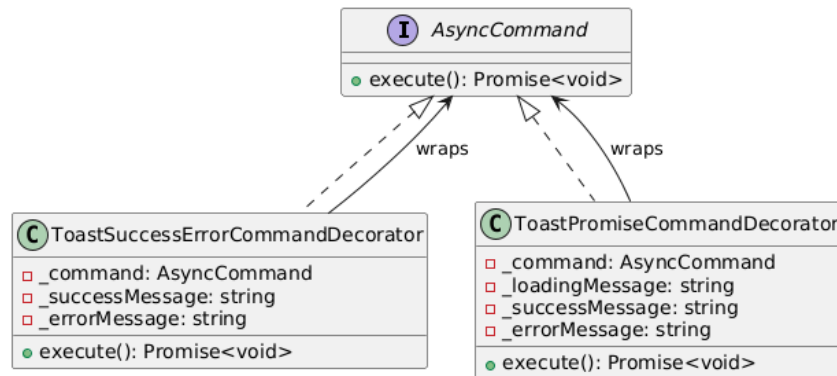 I AsyncCommand
execute(): Promise<void>
wraps
wraps
C ToastSuccessErrorCommandDecorator
_command: AsyncCommand
_successMessage: string
_errorMessage: string
execute(): Promise<void>
C ToastPromiseCommandDecorator
_command: AsyncCommand
_loadingMessage: string
_successMessage: string
_errorMessage: string
execute(): Promise<void>